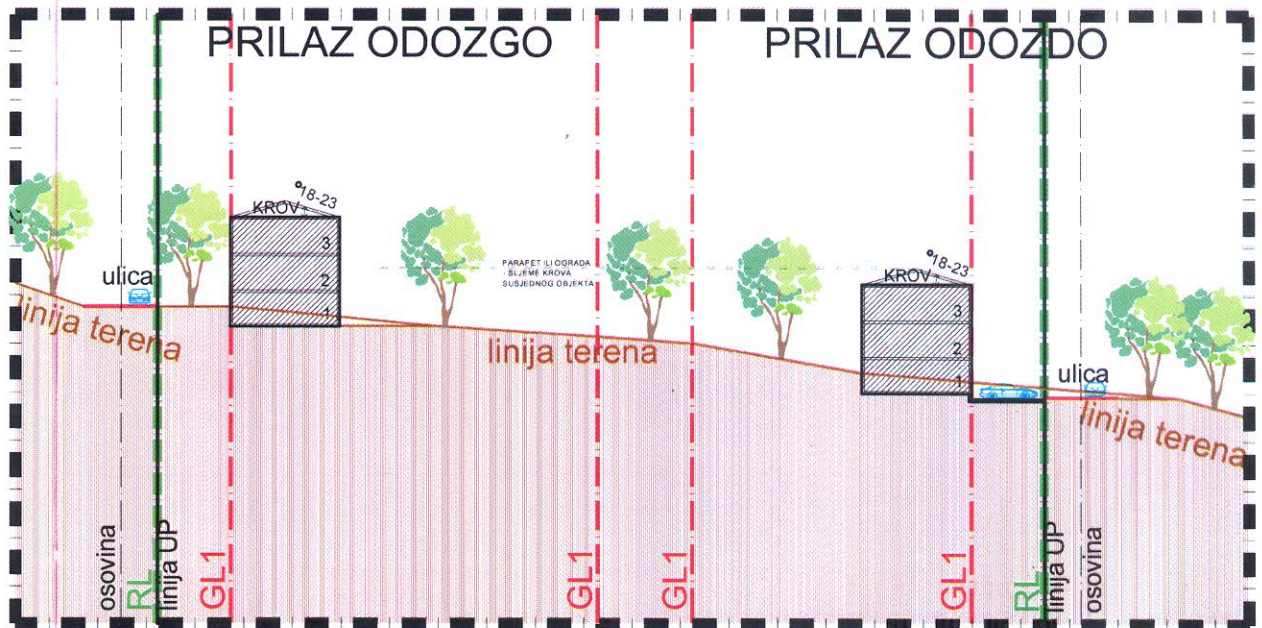 PRILAZ ODOZGO
PRILAZ ODOZDO
°18-23
KROV
3
2
1
ulica
linija terena
PARAPET ILI OGRADA
- SLJEME KROVA
SUSJEDNOG OBJEKTA
linija terena
°18-23
KROV
3
2
1
ulica
linija terena
osovina
RL
linija UP
GL1
GL1
GL1
GL1
RL
linija UP
osovina